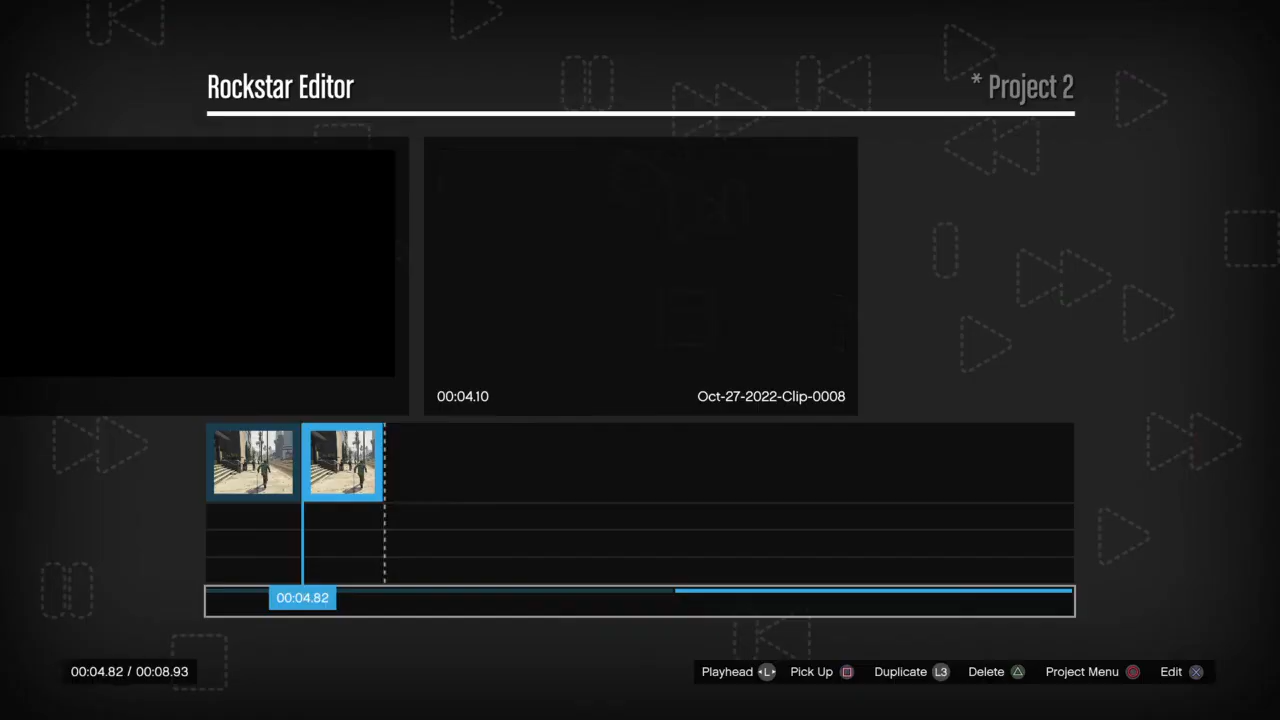 Rockstar Editor
* Project 2
00:04.10
Oct-27-2022-Clip-0008
00:04.82
00:04.82 / 00:08.93
Playhead L Pick Up Duplicate L3 Delete Project Menu Edit